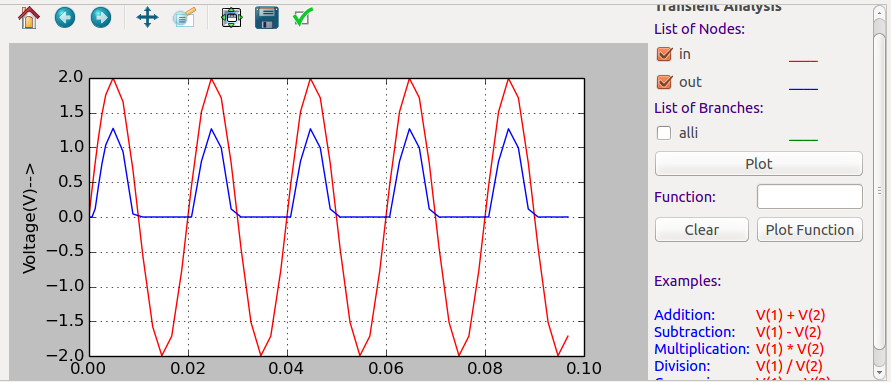 Transient Analysis
List of Nodes:
in
out
List of Branches:
alli
Plot
Function:
Clear Plot Function
Examples:
Addition: V(1) + V(2)
Subtraction: V(1) - V(2)
Multiplication: V(1) * V(2)
Division: V(1) / V(2)
2.0
1.5
1.0
0.5
0.0
−0.5
−1.0
−1.5
−2.0
Voltage(V)-->
0.00 0.02 0.04 0.06 0.08 0.10